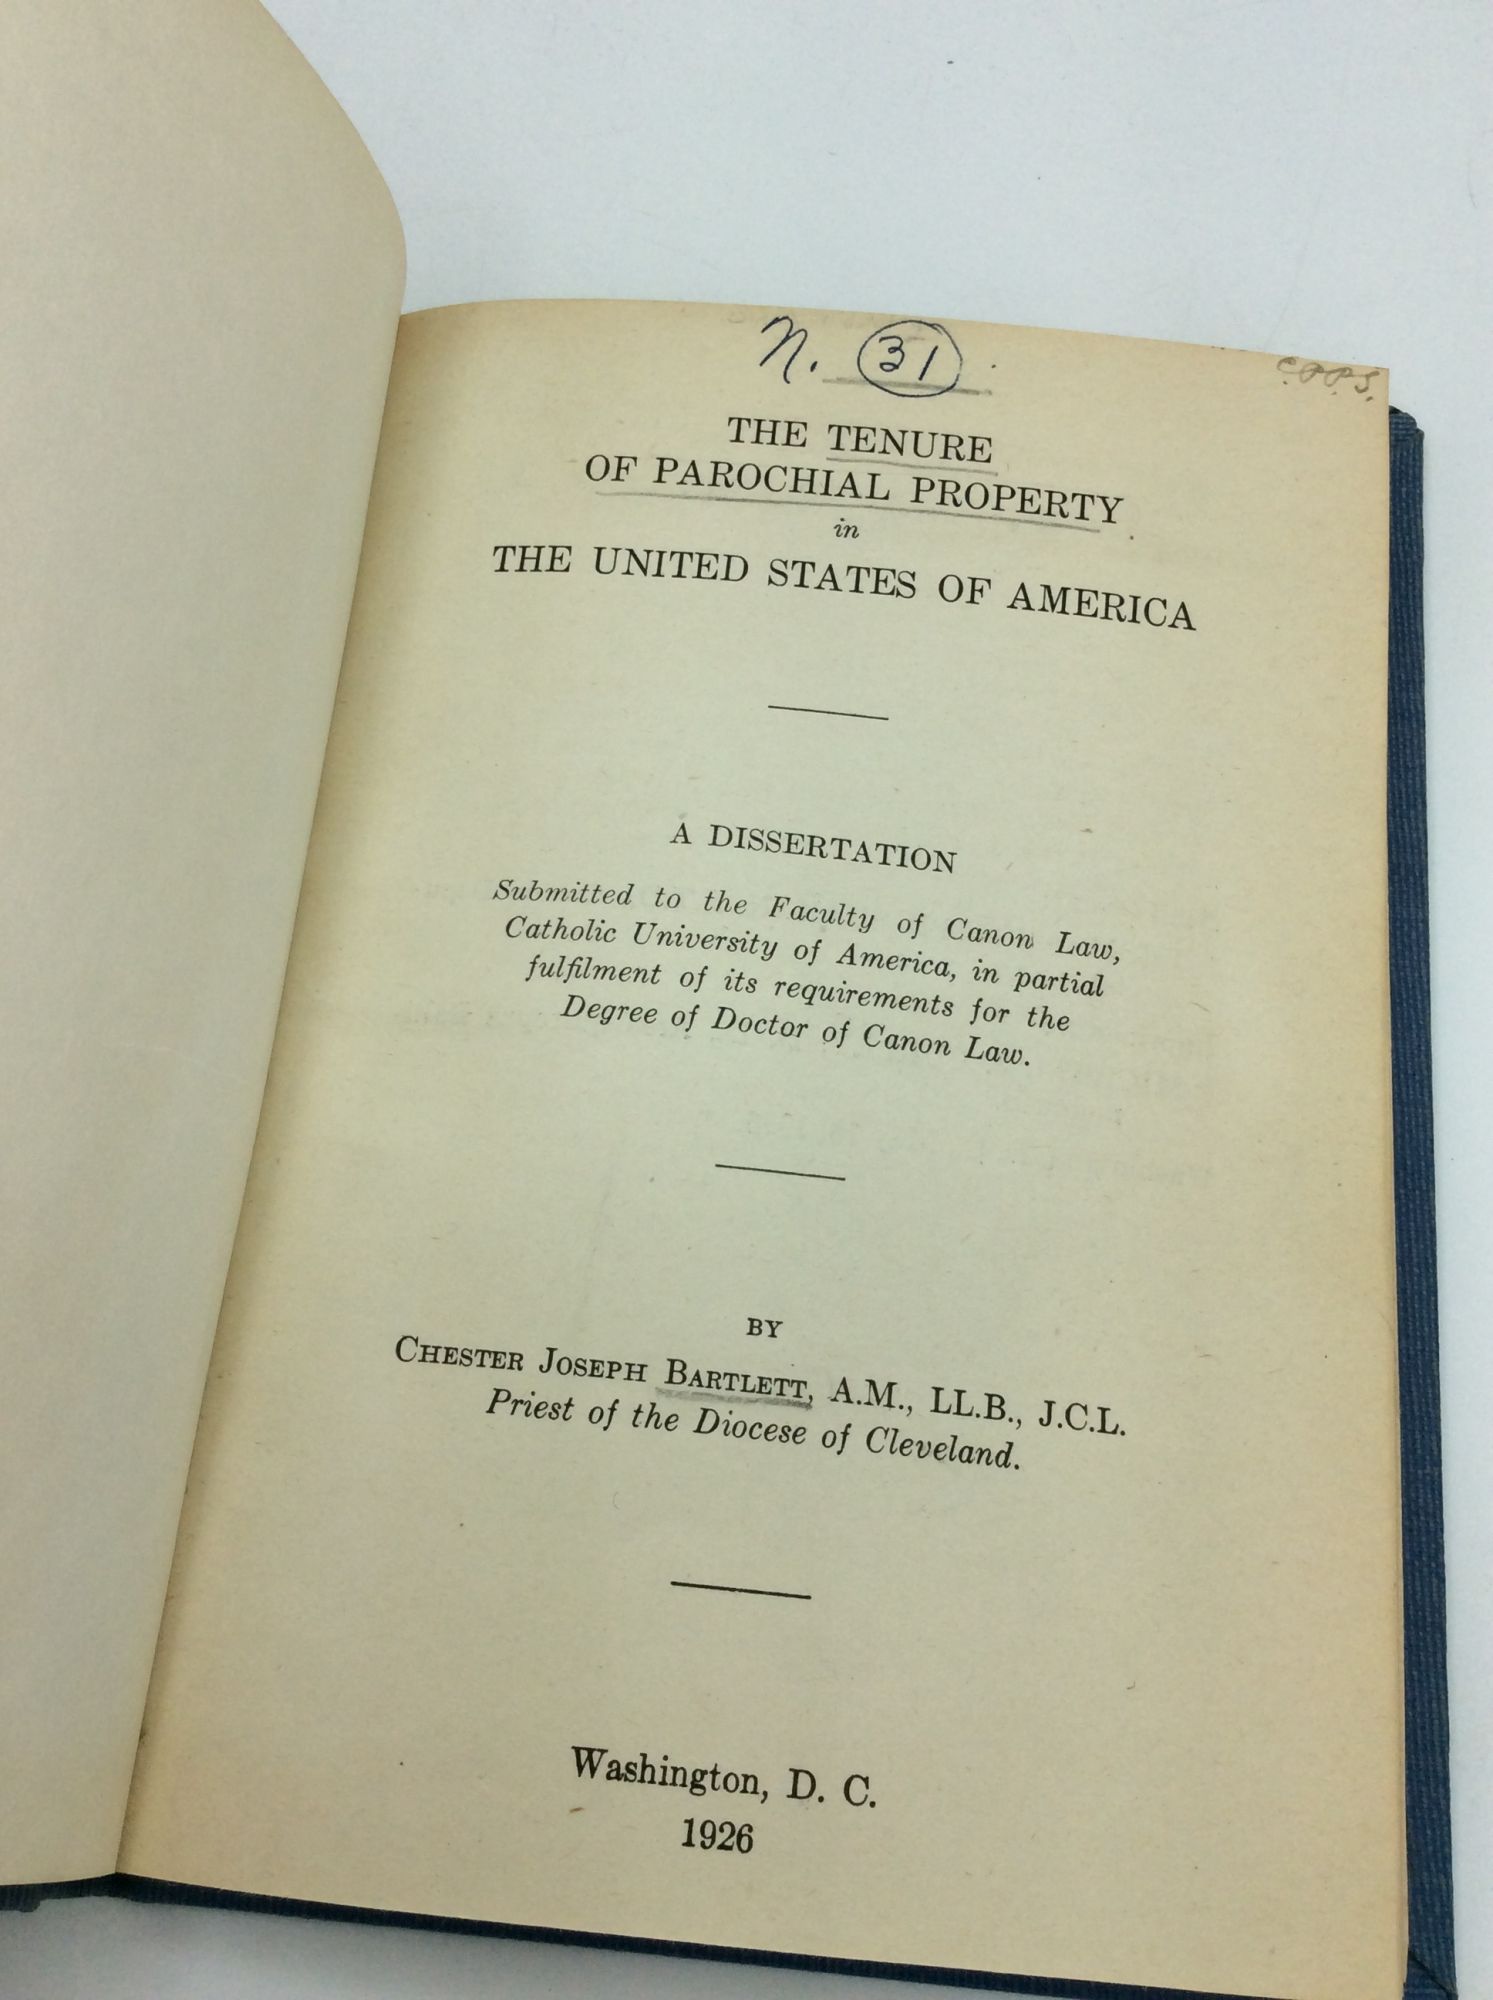 N. 31
C.PP.S.
THE TENURE
OF PAROCHIAL PROPERTY
in
THE UNITED STATES OF AMERICA
A DISSERTATION
Submitted to the Faculty of Canon Law,
Catholic University of America, in partial
fulfilment of its requirements for the
Degree of Doctor of Canon Law.
BY
CHESTER JOSEPH BARTLETT, A.M., LL.B., J.C.L.
Priest of the Diocese of Cleveland.
Washington, D. C.
1926